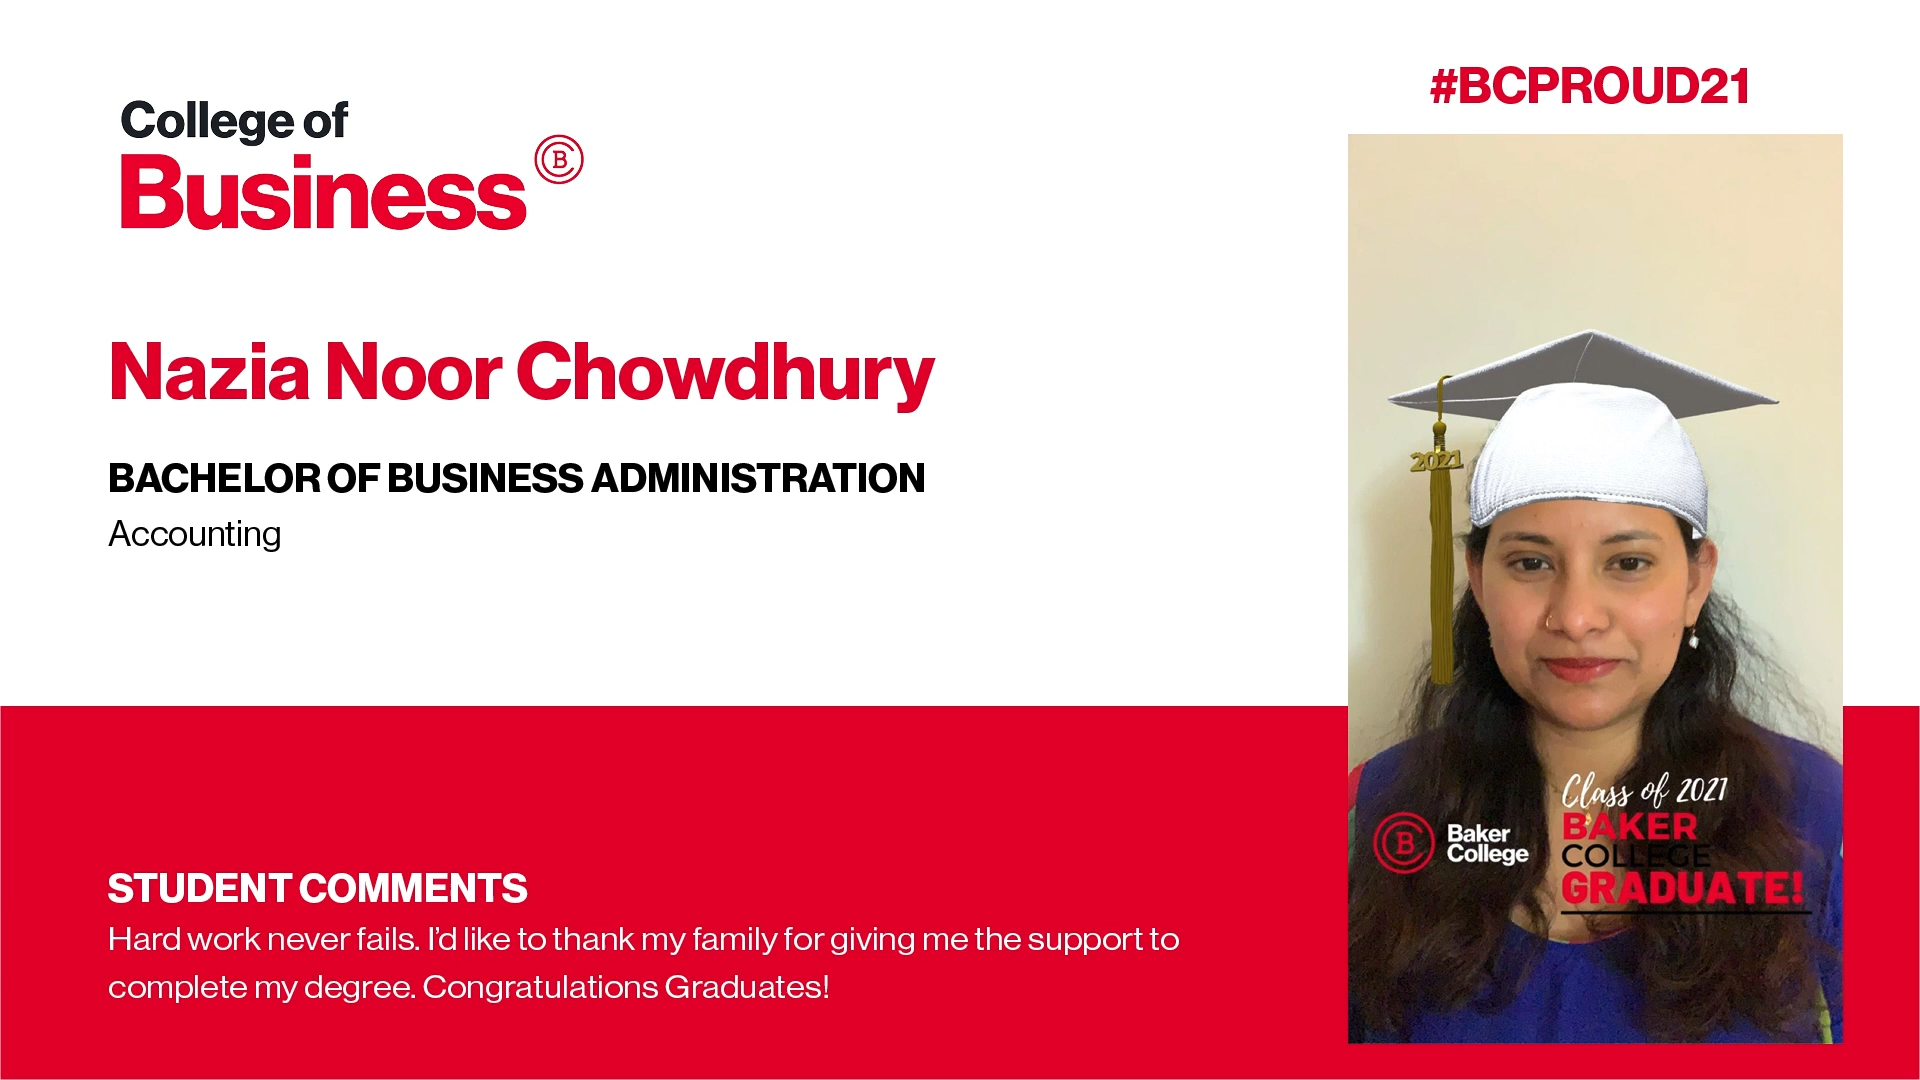 College of
Business
B
#BCPROUD21
Nazia Noor Chowdhury
BACHELOR OF BUSINESS ADMINISTRATION
Accounting
2021
Class of 2021
BAKER
COLLEGE
GRADUATE!
B
Baker
College
STUDENT COMMENTS
Hard work never fails. I’d like to thank my family for giving me the support to
complete my degree. Congratulations Graduates!